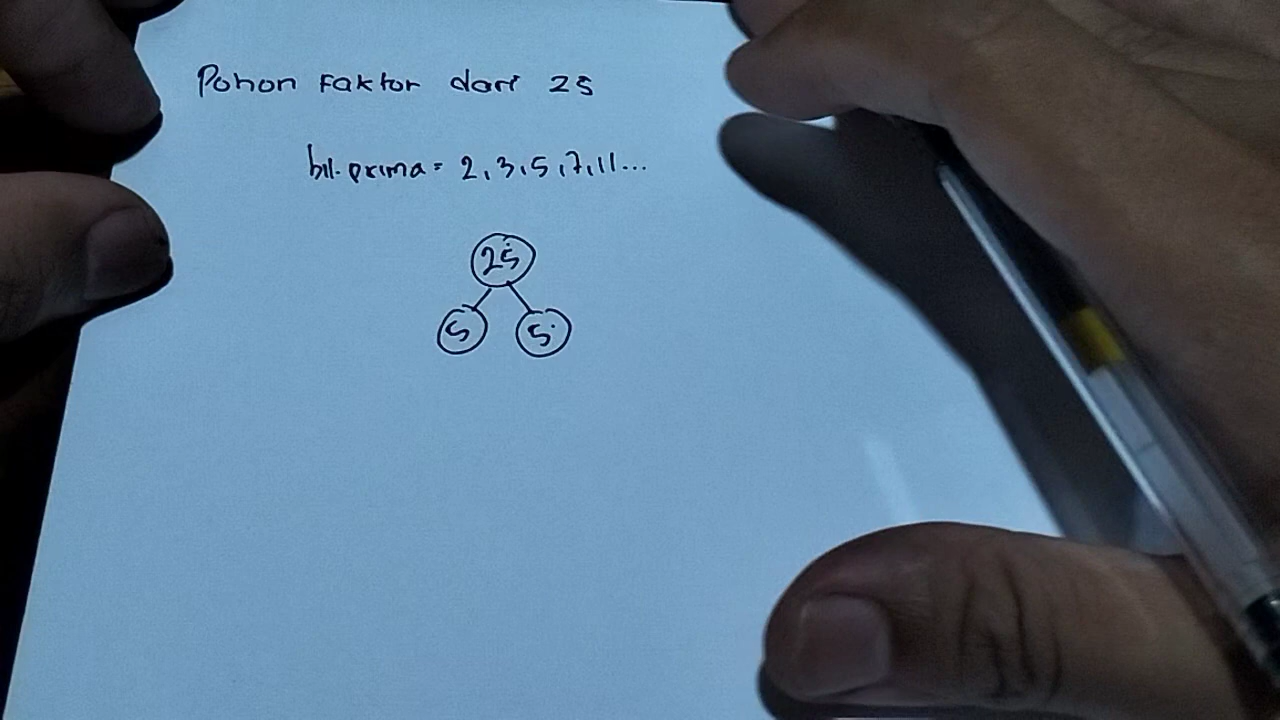 Pohon Faktor dari 25
bil. prima = 2, 3, 5, 7, 11...
25
5 5